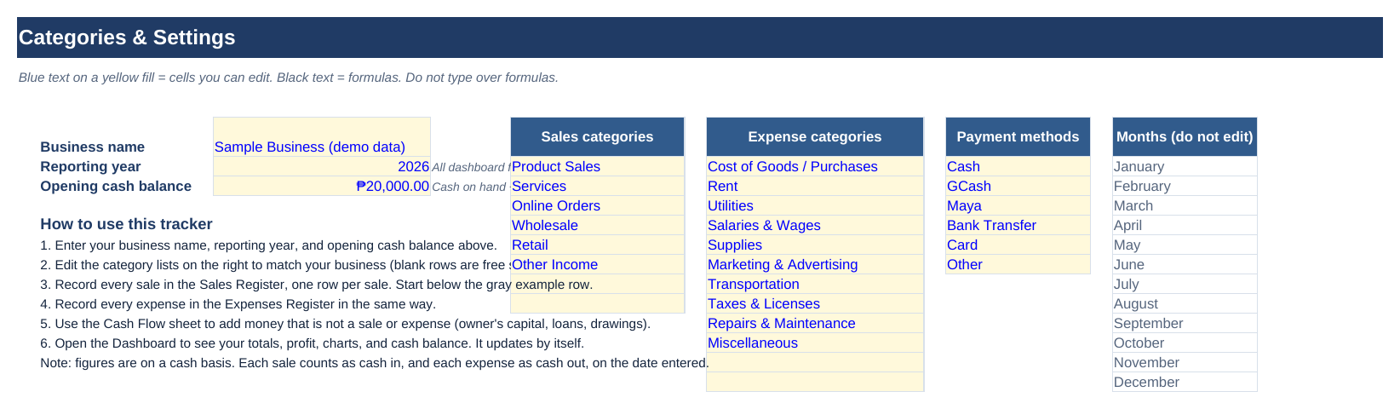 Categories & Settings
Blue text on a yellow fill = cells you can edit. Black text = formulas. Do not type over formulas.
Business name
Sample Business (demo data)
Reporting year
2026
All dashboard f
Opening cash balance
₱20,000.00
Cash on hand
How to use this tracker
1. Enter your business name, reporting year, and opening cash balance above.
2. Edit the category lists on the right to match your business (blank rows are free
3. Record every sale in the Sales Register, one row per sale. Start below the gray example row.
4. Record every expense in the Expenses Register in the same way.
5. Use the Cash Flow sheet to add money that is not a sale or expense (owner's capital, loans, drawings).
6. Open the Dashboard to see your totals, profit, charts, and cash balance. It updates by itself.
Note: figures are on a cash basis. Each sale counts as cash in, and each expense as cash out, on the date entered.
Sales categories
Product Sales
Services
Online Orders
Wholesale
Retail
Other Income
Expense categories
Cost of Goods / Purchases
Rent
Utilities
Salaries & Wages
Supplies
Marketing & Advertising
Transportation
Taxes & Licenses
Repairs & Maintenance
Miscellaneous
Payment methods
Cash
GCash
Maya
Bank Transfer
Card
Other
Months (do not edit)
January
February
March
April
May
June
July
August
September
October
November
December